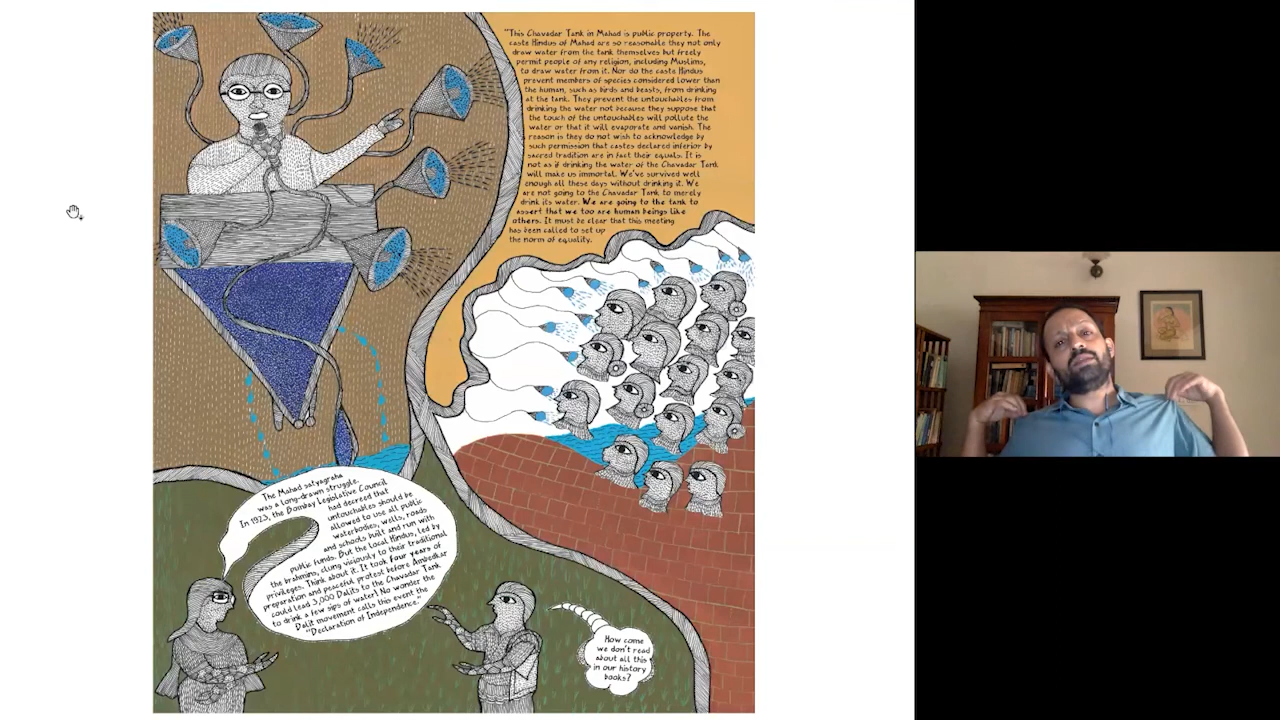 "This Chavadar Tank in Mahad is public property. The
caste Hindus of Mahad are so reasonable they not only
draw water from the tank themselves but freely
permit people of any religion, including Muslims,
to draw water from it. Nor do the caste Hindus
prevent members of species considered lower than
the human, such as birds and beasts, from drinking
at the tank. They prevent the untouchables from
drinking the water not because they suppose that
the touch of the untouchables will pollute the
water or that it will evaporate and vanish. The
reason is they do not wish to acknowledge by
such permission that castes declared inferior by
sacred tradition are in fact their equals. It is
not as if drinking the water of the Chavadar Tank
will make us immortal. We've survived well
enough all these days without drinking it. We
are not going to the Chavadar Tank to merely
drink its water. We are going to the tank to
assert that we too are human beings like
others. It must be clear that this meeting
has been called to set up
the norm of equality.
The Mahad satyagraha
was a long-drawn struggle.
In 1923, the Bombay Legislative Council
had decreed that
untouchables should be
allowed to use all public
waterbodies, wells, roads
and schools built and run with
public funds. But the local Hindus, led by
the brahmins, clung viciously to their traditional
privileges. Think about it. It took four years of
preparation and peaceful protest before Ambedkar
could lead 3,000 Dalits to the Chavadar Tank
to drink a few sips of water! No wonder the
Dalit movement calls this event the
"Declaration of Independence."
How come
we don't read
about all this
in our history
books?